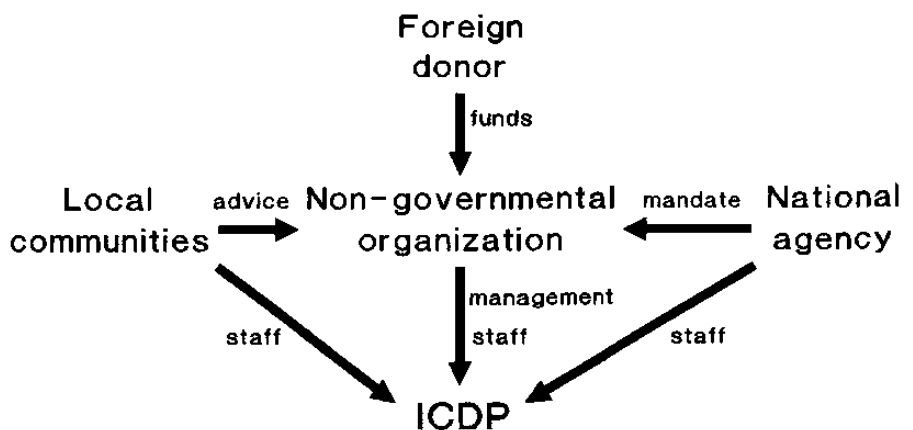 Foreign
donor
funds
Local
communities
advice
Non-governmental
organization
mandate
National
agency
management
staff
staff
staff
ICDP